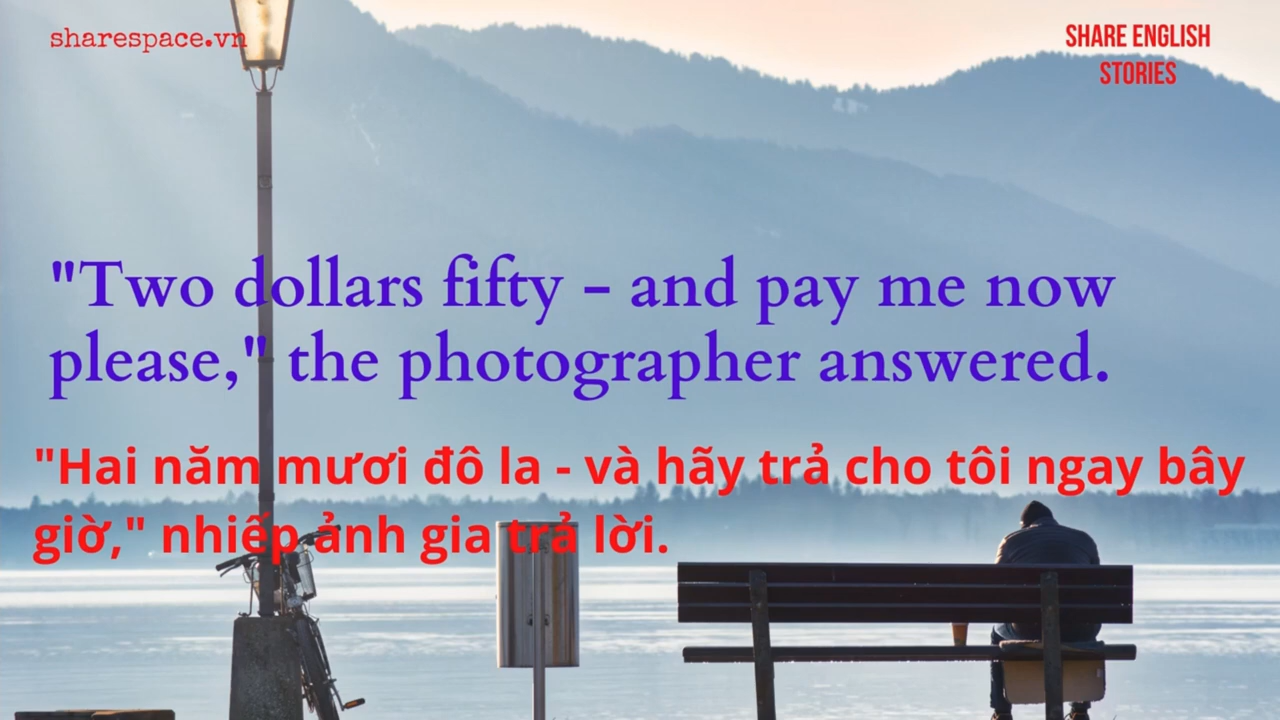 sharespace.vn
SHARE ENGLISH
STORIES
"Two dollars fifty - and pay me now
please," the photographer answered.
"Hai năm mươi đô la - và hãy trả cho tôi ngay bây
giờ," nhiếp ảnh gia trả lời.